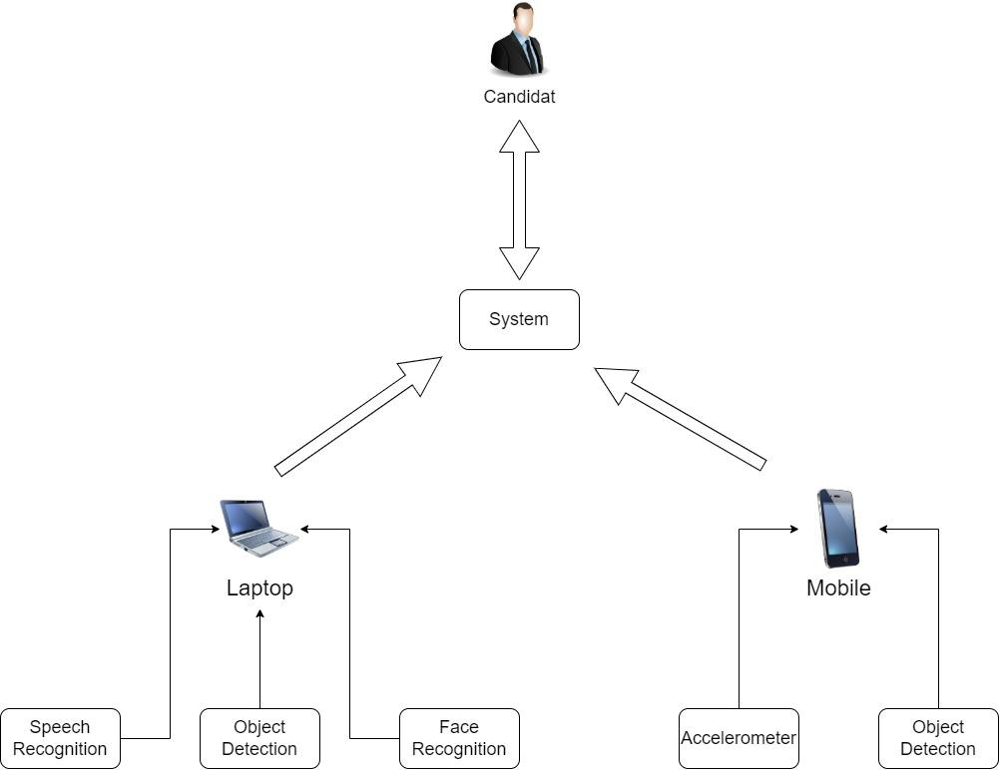 Candidat
System
Laptop
Mobile
Speech
Recognition
Object
Detection
Face
Recognition
Accelerometer
Object
Detection